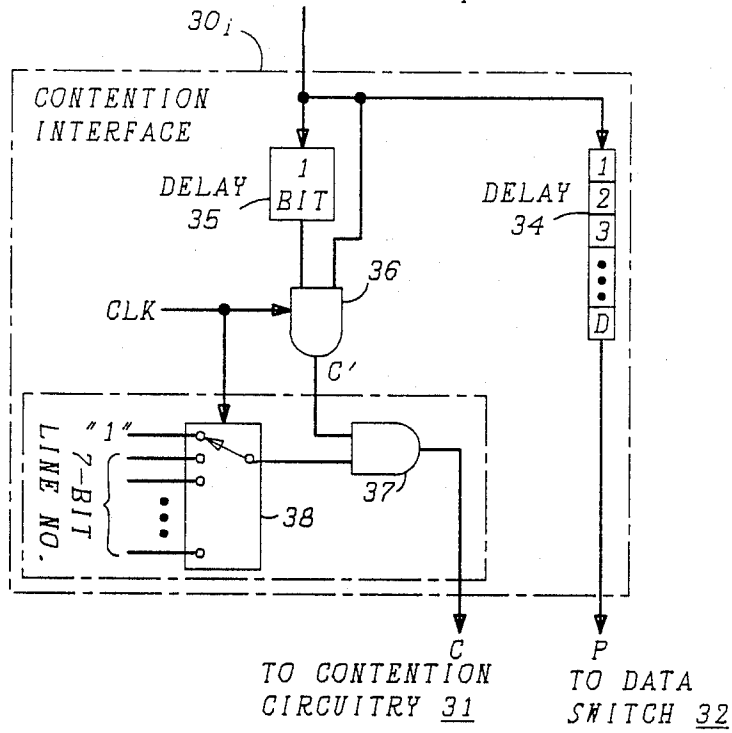 30i
CONTENTION
INTERFACE
1
BIT
DELAY
35
DELAY
34
1
2
3
D
36
CLK
C'
"1"
7-BIT
LINE NO.
38
37
C
TO CONTENTION
CIRCUITRY 31
P
TO DATA
SWITCH 32